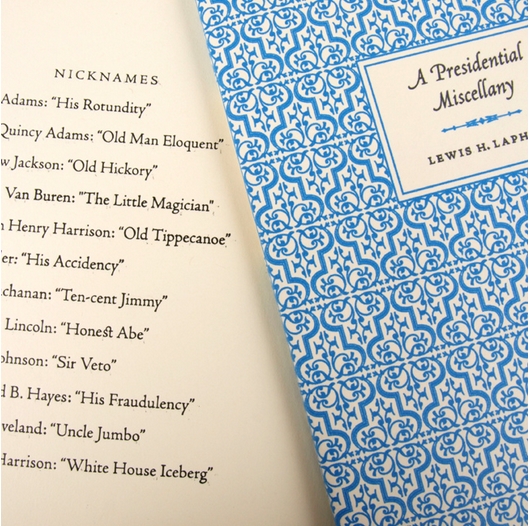 NICKNAMES
Adams: “His Rotundity”
Quincy Adams: “Old Man Eloquent”
w Jackson: “Old Hickory”
Van Buren: "The Little Magician"
n Henry Harrison: “Old Tippecanoe”
er: “His Accidency”
chanan: “Ten-cent Jimmy”
Lincoln: “Honest Abe”
ohnson: “Sir Veto”
d B. Hayes: “His Fraudulency”
eveland: “Uncle Jumbo”
Harrison: “White House Iceberg”
A Presidential
Miscellany
LEWIS H. LAPH